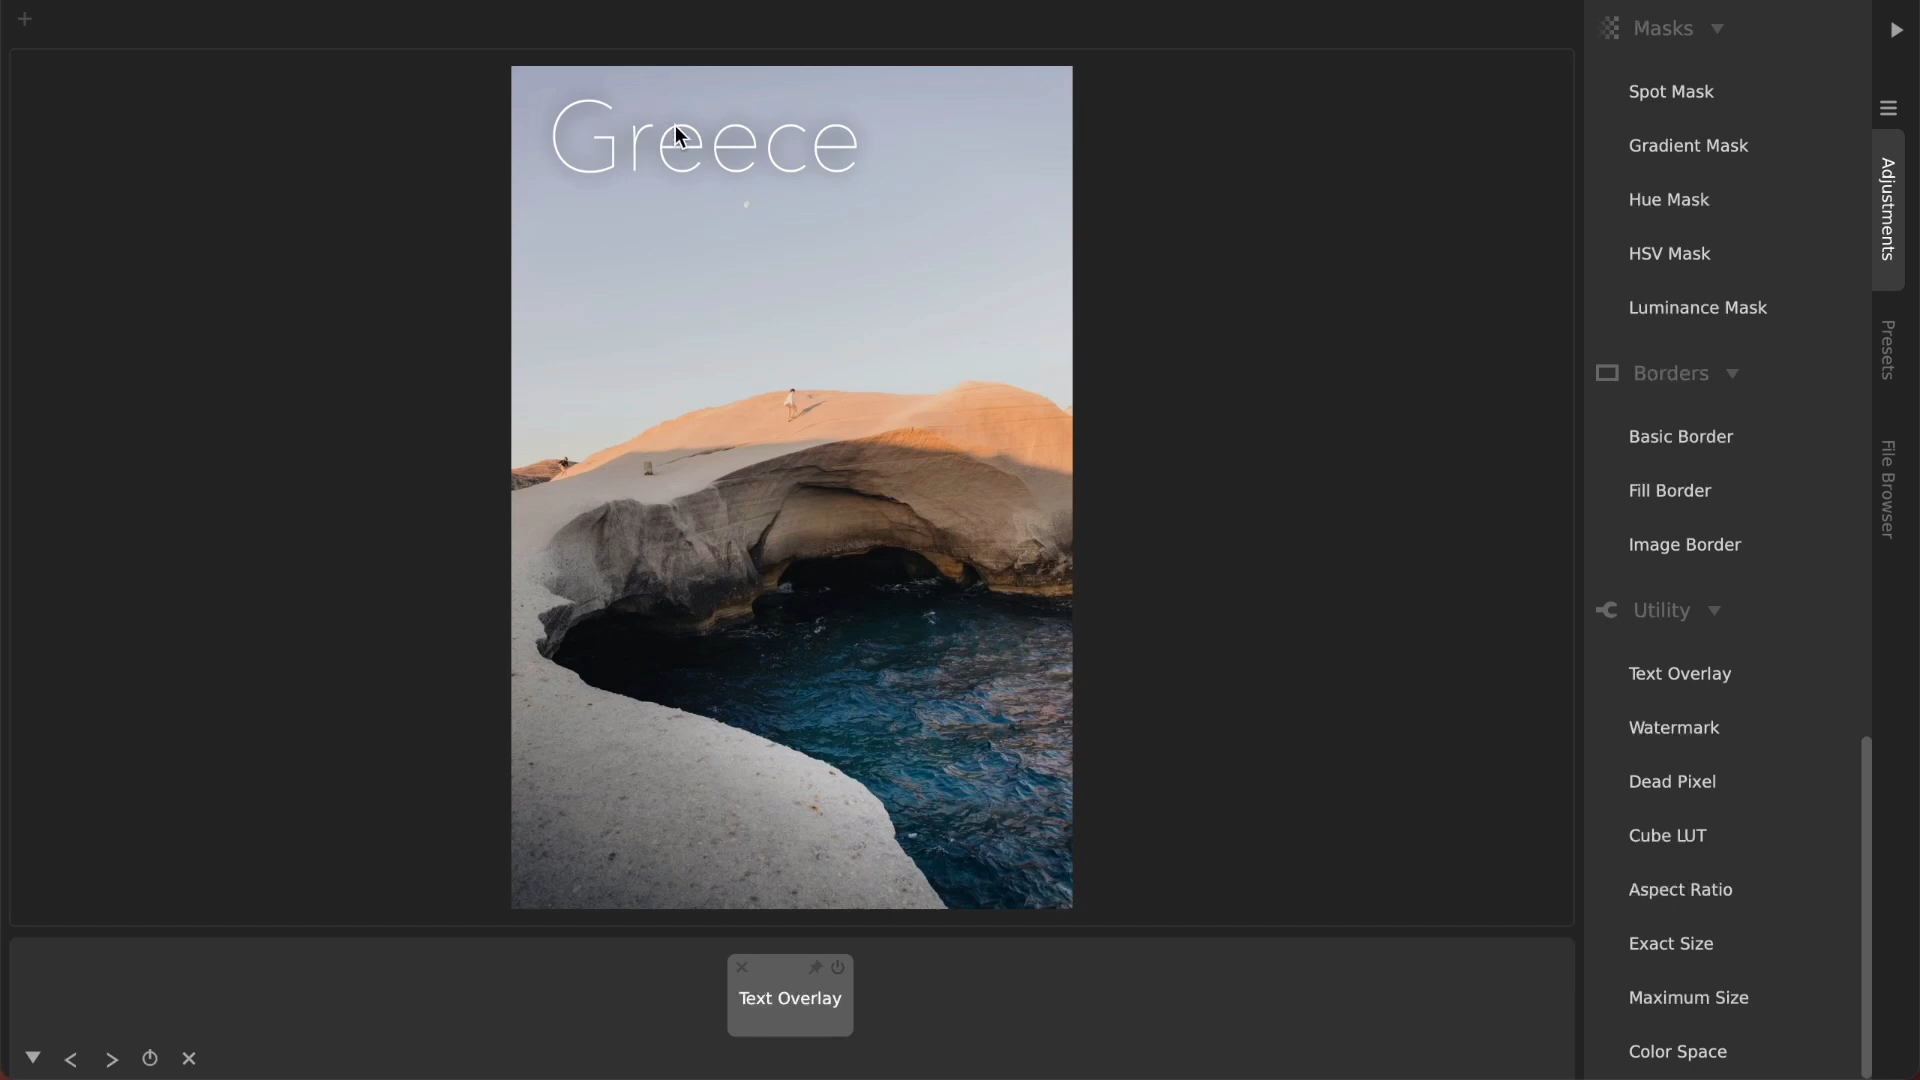 Greece
Masks
Spot Mask
Gradient Mask
Hue Mask
HSV Mask
Luminance Mask
Borders
Basic Border
Fill Border
Image Border
Utility
Text Overlay
Watermark
Dead Pixel
Cube LUT
Aspect Ratio
Exact Size
Maximum Size
Color Space
Adjustments
Presets
File Browser
Text Overlay